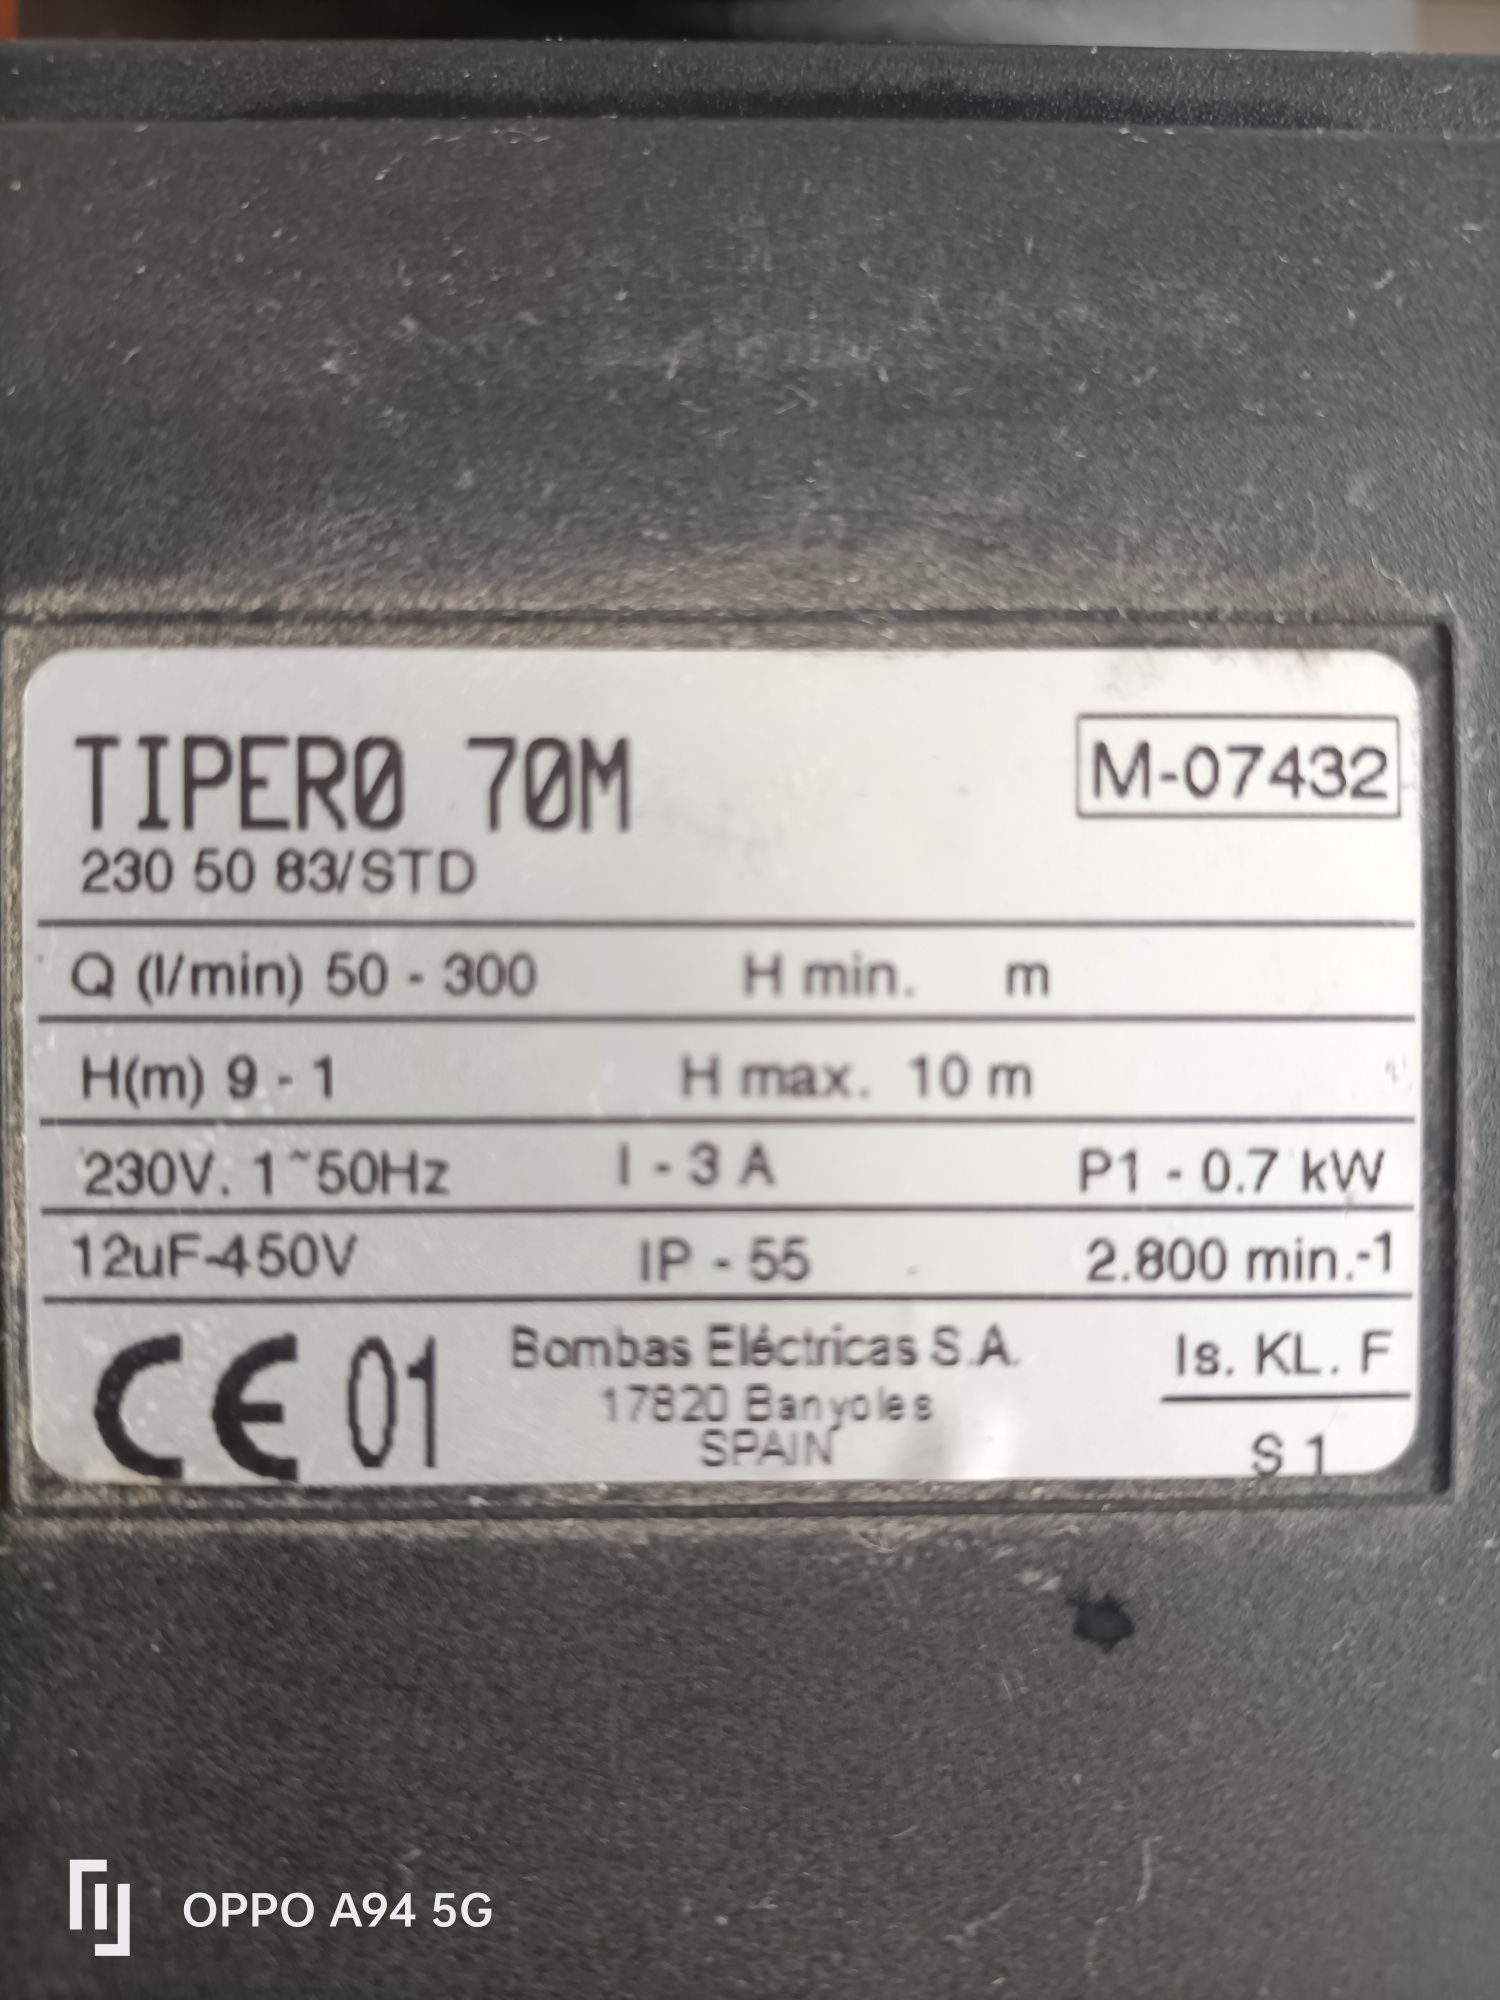 TIPER0 70M
M-07432
230 50 83/STD
Q (l/min) 50 - 300 H min. m
H(m) 9 - 1 H max. 10 m
230V. 1~50Hz I - 3 A P1 - 0.7 kW
12uF-450V IP - 55 2.800 min.-1
CE 01
Bombas Eléctricas S.A.
17820 Banyoles
SPAIN
Is. KL. F
S 1
OPPO A94 5G